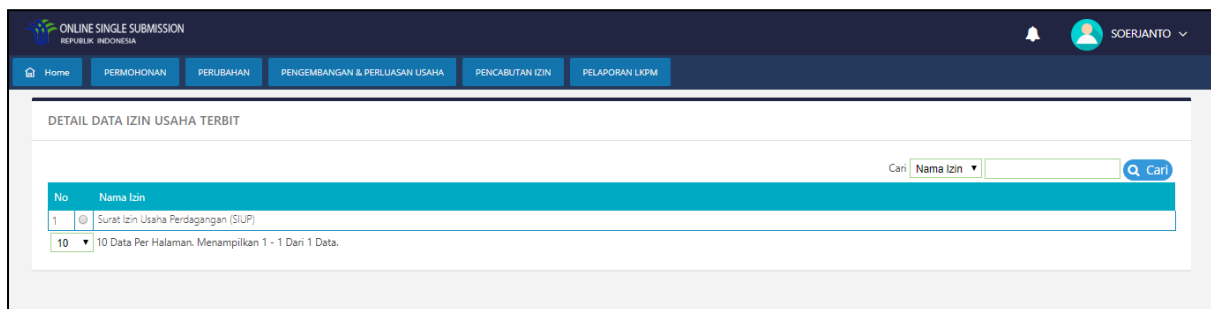 ONLINE SINGLE SUBMISSION
REPUBLIK INDONESIA
SOERJANTO
Home PERMOHONAN PERUBAHAN PENGEMBANGAN & PERLUASAN USAHA PENCABUTAN IZIN PELAPORAN LKPM
DETAIL DATA IZIN USAHA TERBIT
Cari Nama Izin Cari
No Nama Izin
1 Surat Izin Usaha Perdagangan (SIUP)
10 10 Data Per Halaman. Menampilkan 1 - 1 Dari 1 Data.